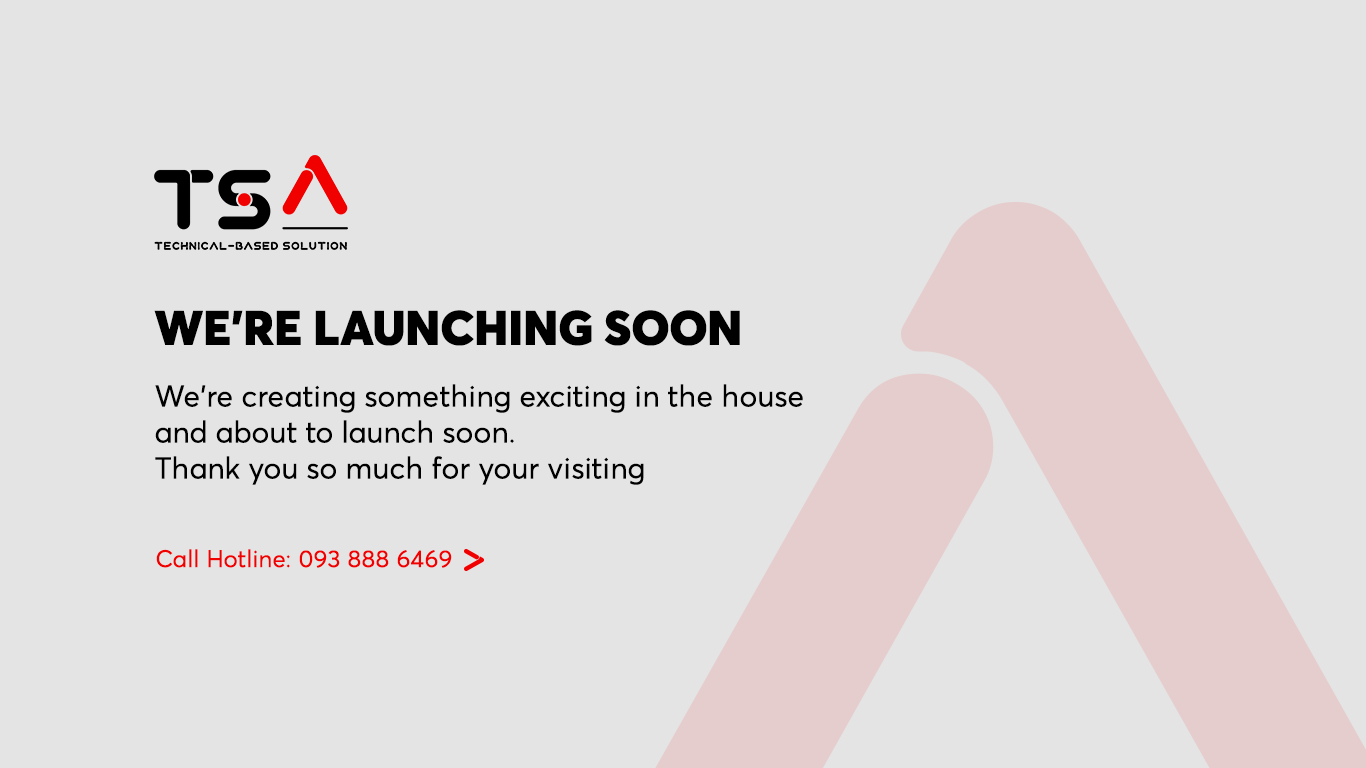 TSA
TECHNICAL-BASED SOLUTION
WE'RE LAUNCHING SOON
We're creating something exciting in the house
and about to launch soon.
Thank you so much for your visiting
Call Hotline: 093 888 6469